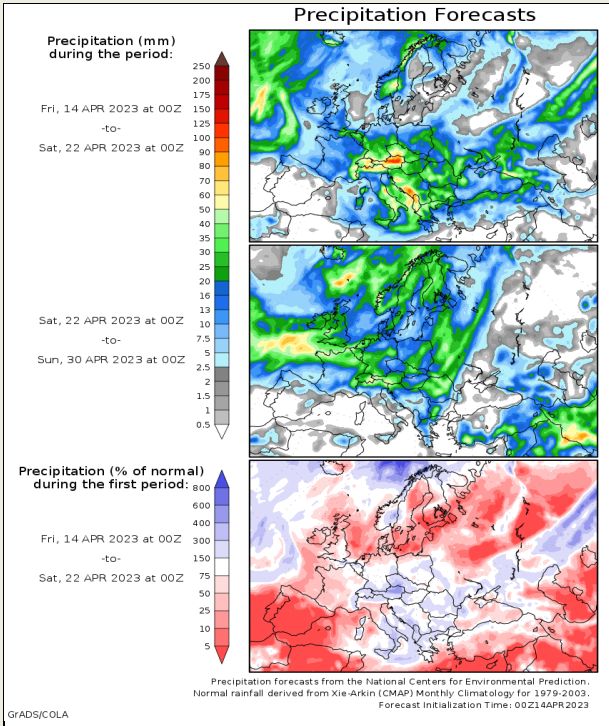 Precipitation Forecasts
Precipitation (mm)
during the period:
250
225
200
175
150
125
100
90
80
70
60
50
40
35
30
25
20
16
13
10
7.5
5
2.5
2
1.5
1
0.5
Fri, 14 APR 2023 at 00Z
-to-
Sat, 22 APR 2023 at 00Z
Sat, 22 APR 2023 at 00Z
-to-
Sun, 30 APR 2023 at 00Z
Precipitation (% of normal)
during the first period:
800
600
400
300
150
75
50
25
10
5
Fri, 14 APR 2023 at 00Z
-to-
Sat, 22 APR 2023 at 00Z
Precipitation forecasts from the National Centers for Environmental Prediction.
Normal rainfall derived from Xie-Arkin (CMAP) Monthly Climatology for 1979-2003.
Forecast Initialization Time: 00Z14APR2023
GrADS/COLA